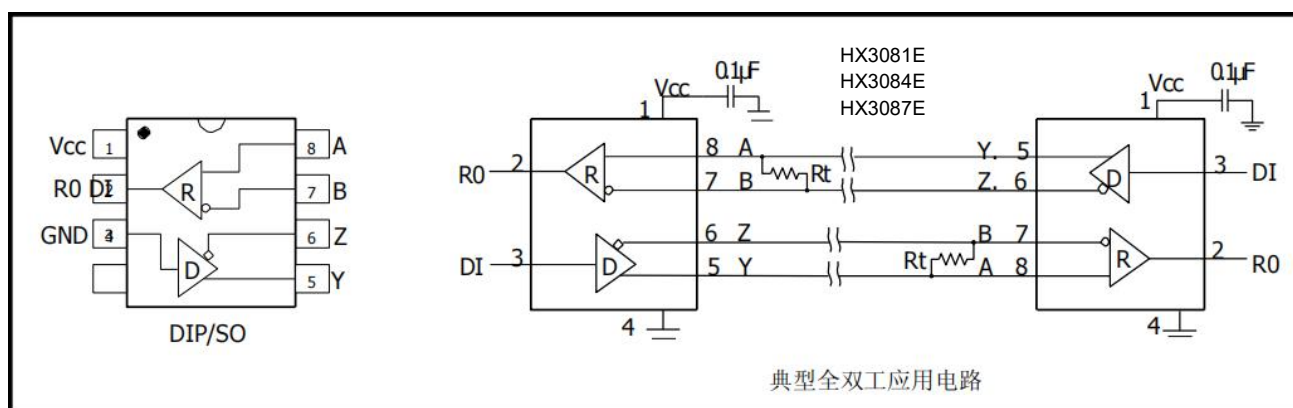 HX3081E
HX3084E
HX3087E
Vcc 0.1μF
1
Vcc 0.1μF
1
Vcc 1
8 A
R0 DI 2
R
7 B
GND
6 Z
D
5 Y
DIP/SO
R0 2
R
8 A
7 B
Rt
Y. 5
Z. 6
D
3 DI
DI 3
D
6 Z
5 Y
Rt
B 7
A 8
R
2 R0
4
4
典型全双工应用电路